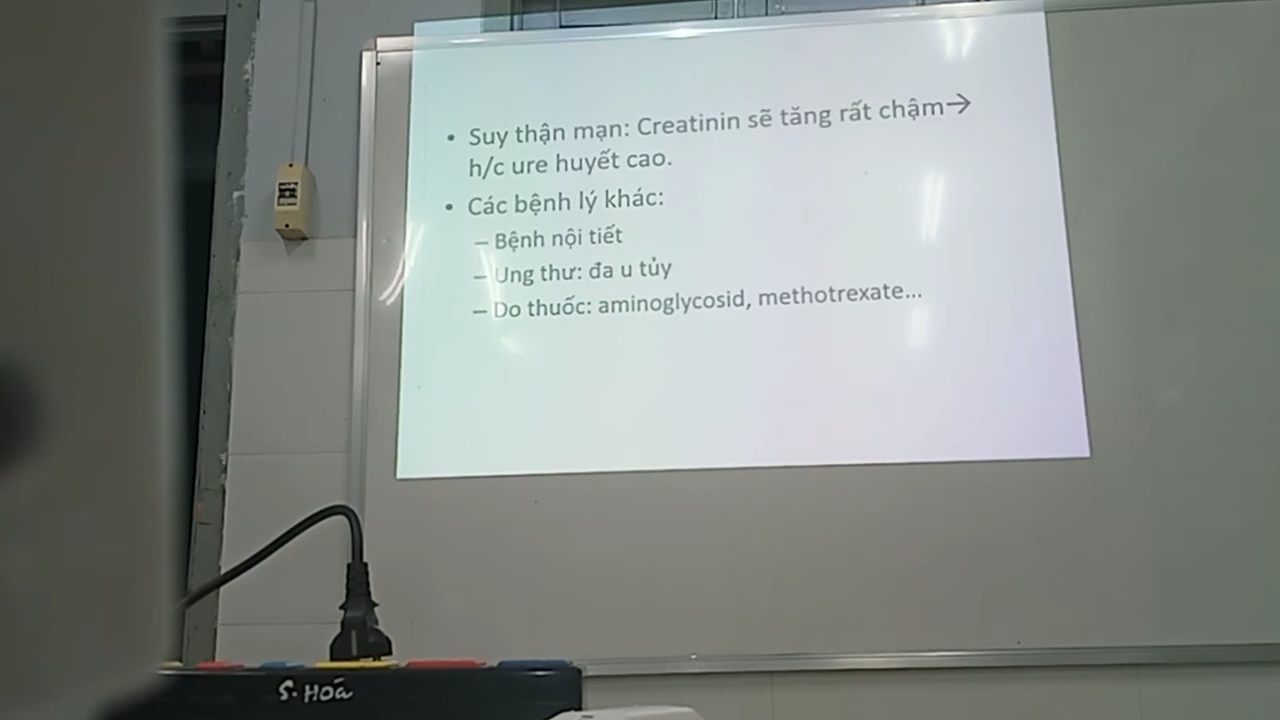 • Suy thận mạn: Creatinin sẽ tăng rất chậm→
h/c ure huyết cao.
• Các bệnh lý khác:
– Bệnh nội tiết
– Ung thư: đa u tủy
– Do thuốc: aminoglycosid, methotrexate...
S. HOÁ